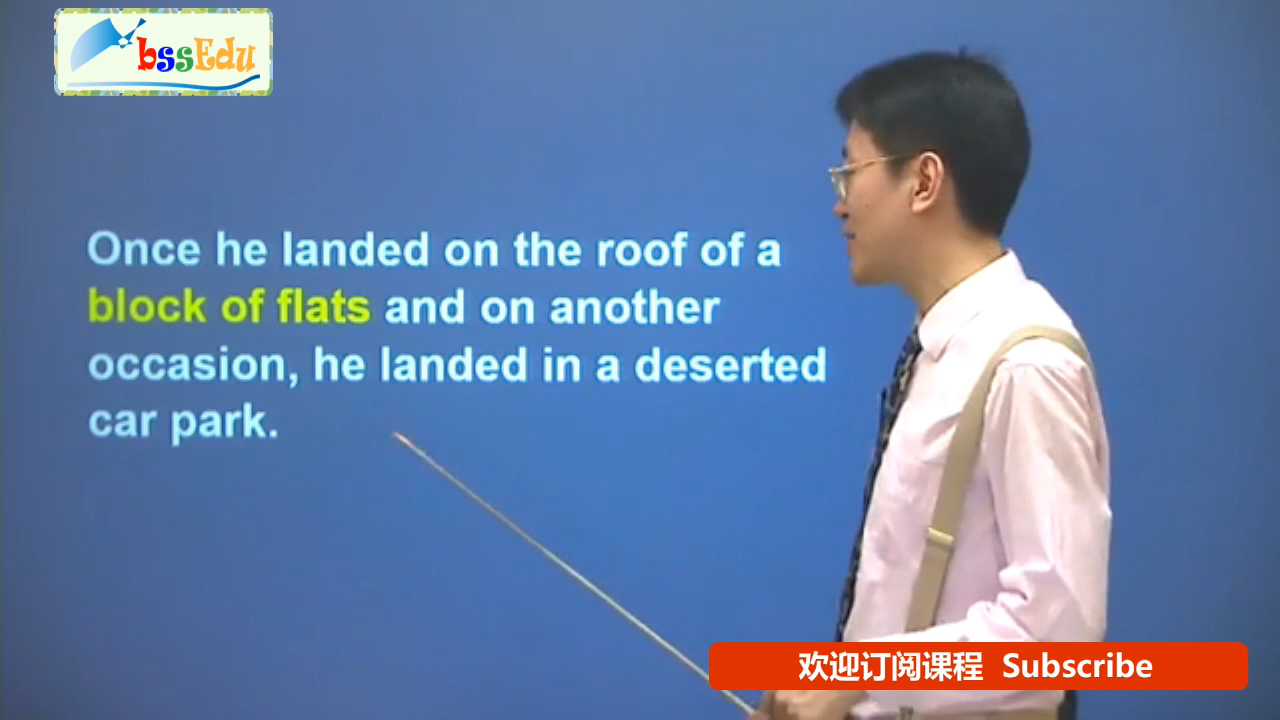 bssEdu
Once he landed on the roof of a
block of flats and on another
occasion, he landed in a deserted
car park.
欢迎订阅课程 Subscribe